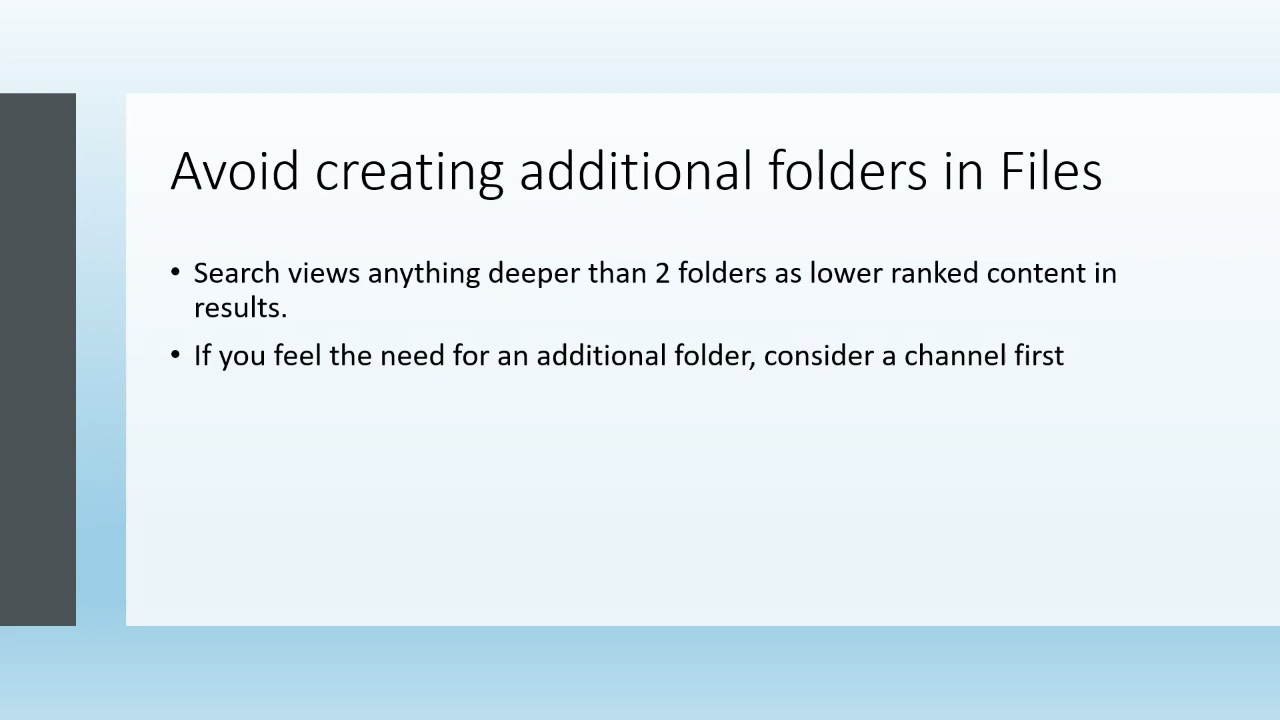 Avoid creating additional folders in Files
• Search views anything deeper than 2 folders as lower ranked content in
results.
• If you feel the need for an additional folder, consider a channel first